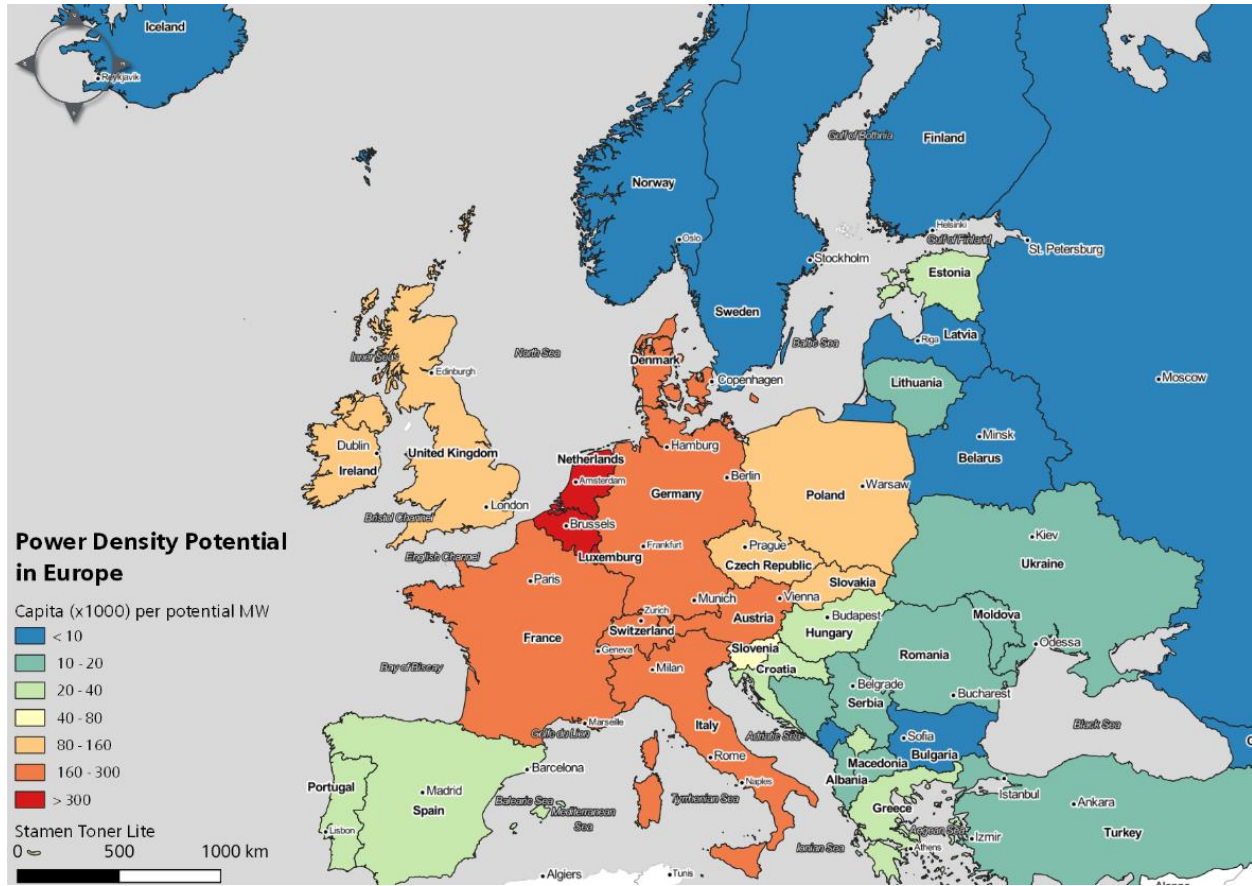 Iceland
Reykjavik
Gulf of Bothnia
Finland
Norway
Helsinki
Oslo
Gulf of Finland
St. Petersburg
Stockholm
Estonia
Sweden
Latvia
Riga
Baltic Sea
North Sea
Inner Seas
Denmark
Edinburgh
Copenhagen
Moscow
Lithuania
Minsk
Dublin
Hamburg
United Kingdom
Netherlands
Belarus
Ireland
Berlin
Amsterdam
Warsaw
Germany
Poland
London
Bristol Channel
Brussels
Kiev
Frankfurt
Prague
English Channel
Luxemburg
Czech Republic
Ukraine
Paris
Slovakia
Munich
Vienna
Zurich
Moldova
Austria
Budapest
Switzerland
Hungary
France
Odessa
Geneva
Slovenia
Romania
Bay of Biscay
Milan
Croatia
Belgrade
Bucharest
Serbia
Marseille
Italy
Black Sea
Golfe du Lion
Adriatic Sea
Sofia
Bulgaria
Rome
Macedonia
Barcelona
Albania
Portugal
Madrid
Naples
Istanbul
Balearic Sea
Tyrrhenian Sea
Ankara
Spain
Mediterranean
Sea
Greece
Lisbon
Aegean Sea
Izmir
Turkey
Ionian Sea
Athens
Algiers
Tunis
Power Density Potential
in Europe
Capita (x1000) per potential MW
< 10
10 - 20
20 - 40
40 - 80
80 - 160
160 - 300
> 300
Stamen Toner Lite
0 500 1000 km